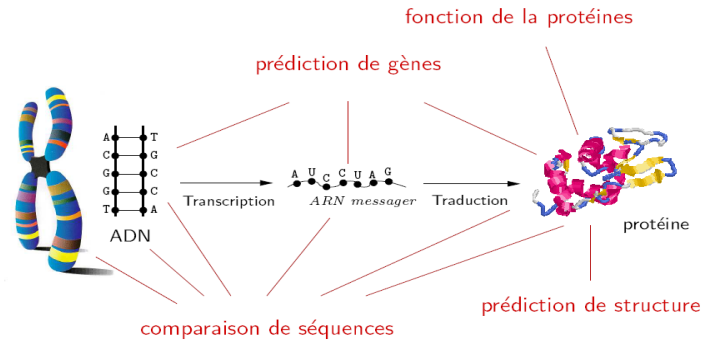 fonction de la protéines
prédiction de gènes
A T
C G
G C
G C
T A
A U C C U A G
Transcription
ARN messager
Traduction
ADN
protéine
prédiction de structure
comparaison de séquences